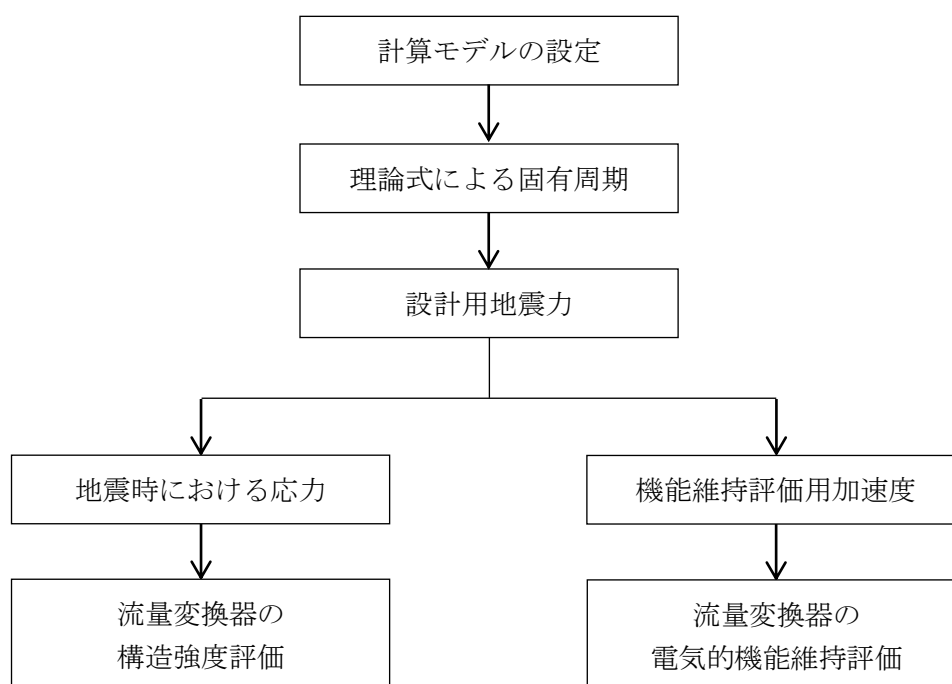 計算モデルの設定
理論式による固有周期
設計用地震力
地震時における応力
機能維持評価用加速度
流量変換器の
構造強度評価
流量変換器の
電気的機能維持評価